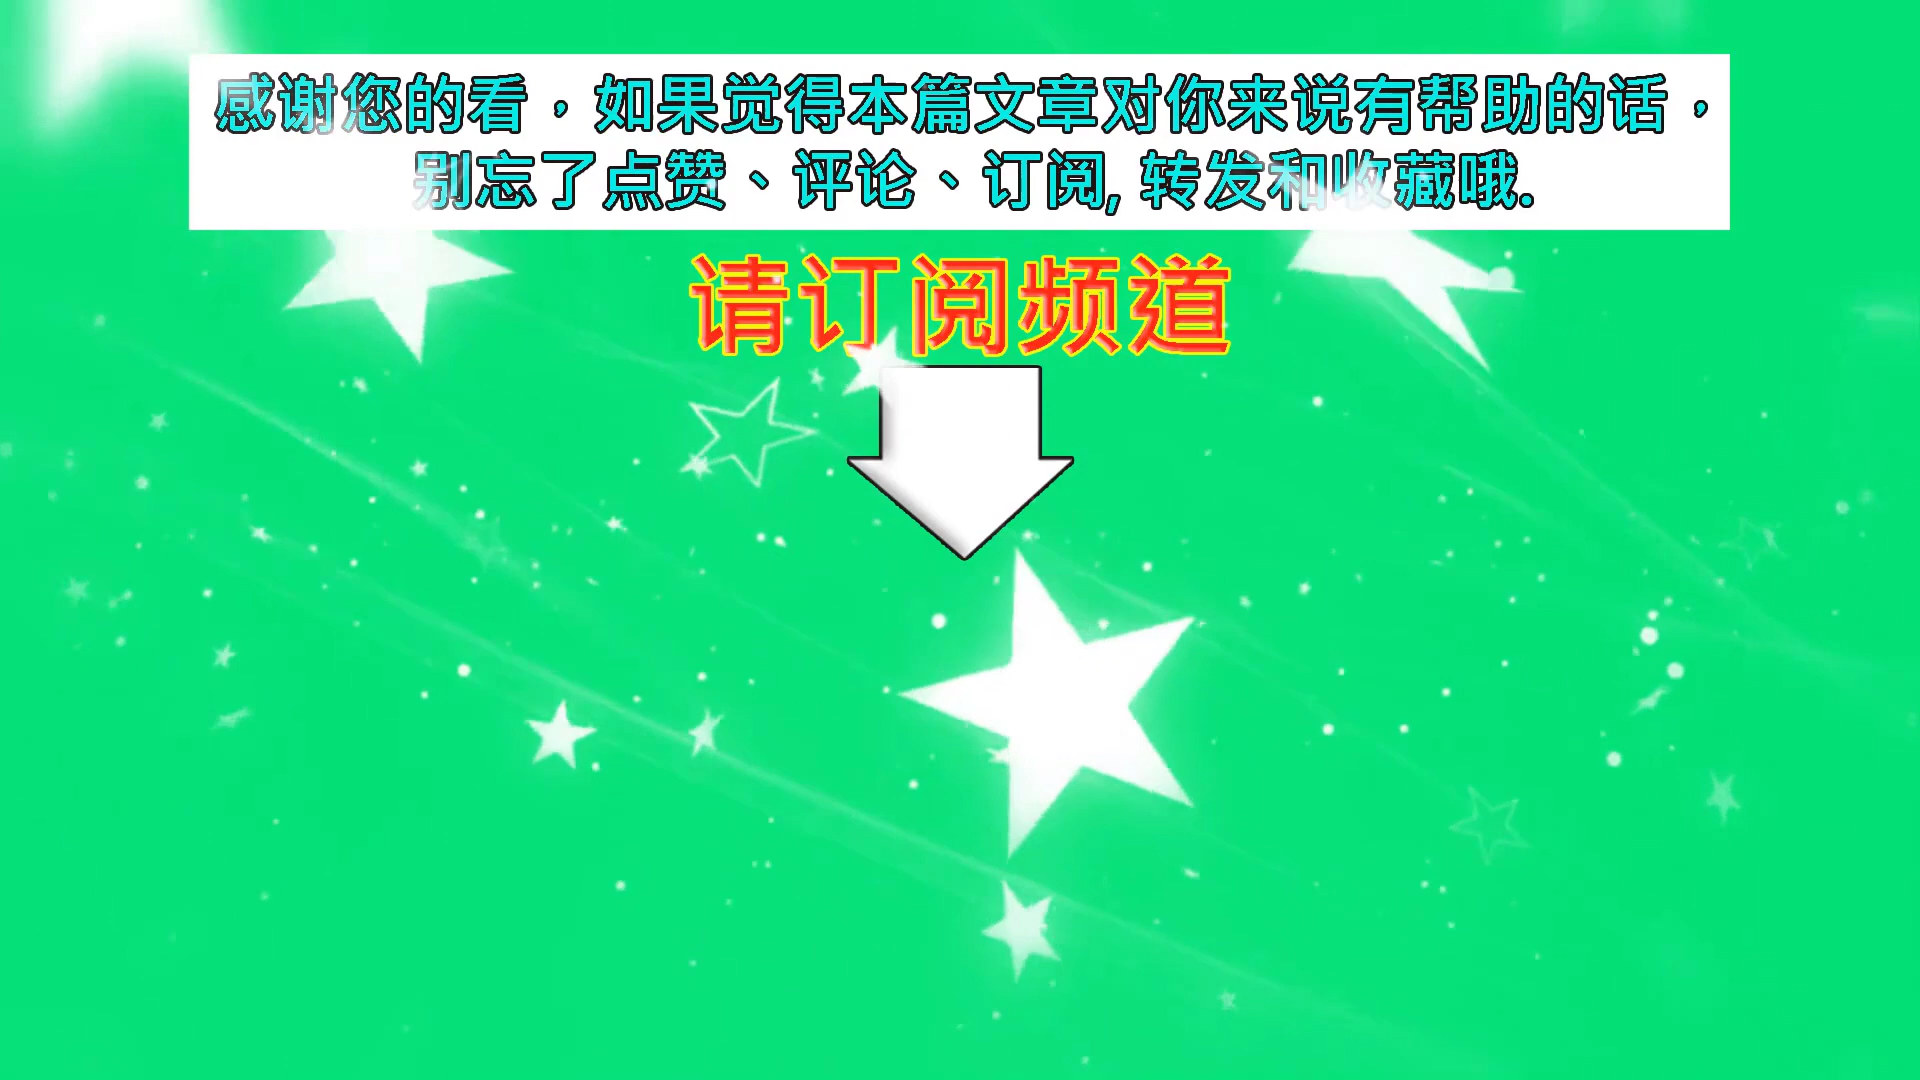 感谢您的看，如果觉得本篇文章对你来说有帮助的话，
别忘了点赞、评论、订阅, 转发和收藏哦.
请订阅频道